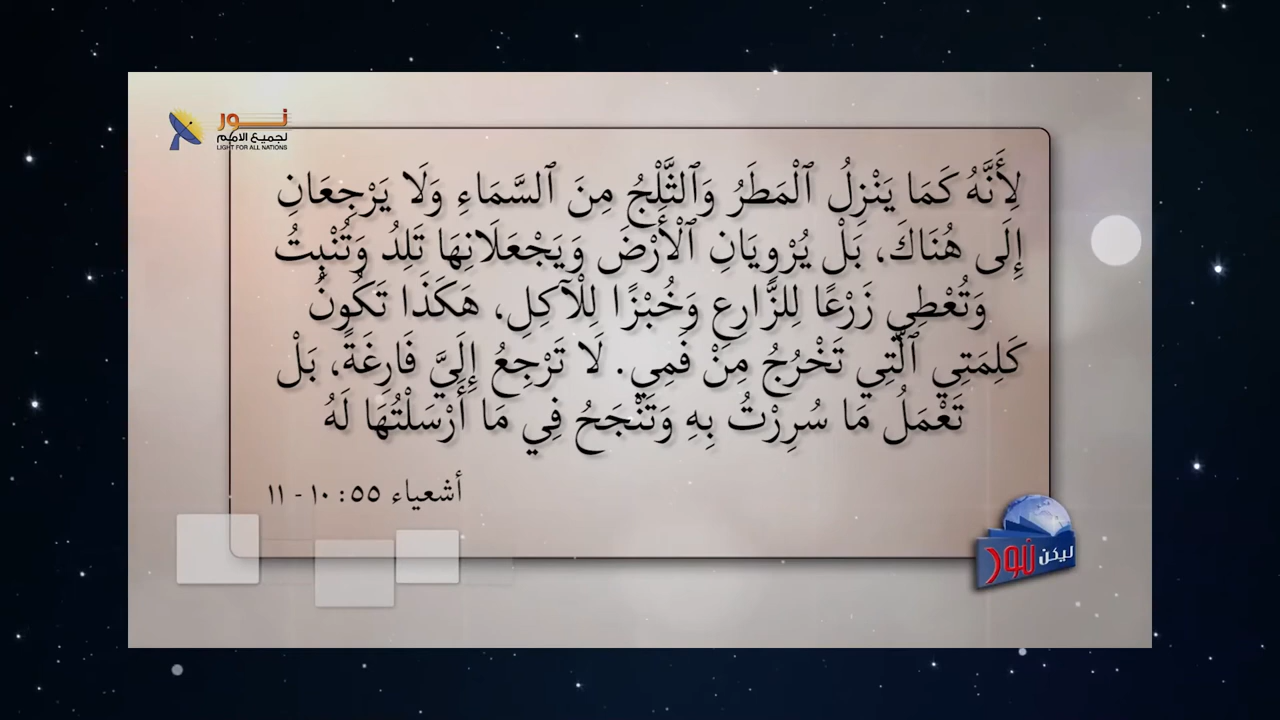 نور
لجميع الامم
LIGHT FOR ALL NATIONS
لِأَنَّهُ كَمَا يَنْزِلُ ٱلْمَطَرُ وَٱلثَّلْجُ مِنَ ٱلسَّمَاءِ وَلَا يَرْجِعَانِ
إِلَى هُنَاكَ، بَلْ يُرْوِيَانِ ٱلْأَرْضَ وَيَجْعَلَانِهَا تَلِدُ وَتُنْبِتُ
وَتُعْطِي زَرْعًا لِلزَّارِعِ وَخُبْزًا لِلْآكِلِ، هَكَذَا تَكُونُ
كَلِمَتِي ٱلَّتِي تَخْرُجُ مِنْ فَمِي. لَا تَرْجِعُ إِلَيَّ فَارِغَةً، بَلْ
تَعْمَلُ مَا سُرِرْتُ بِهِ وَتَنْجَحُ فِي مَا أَرْسَلْتُهَا لَهُ
أشعياء ٥٥: ١٠ - ١١
ليكن نور